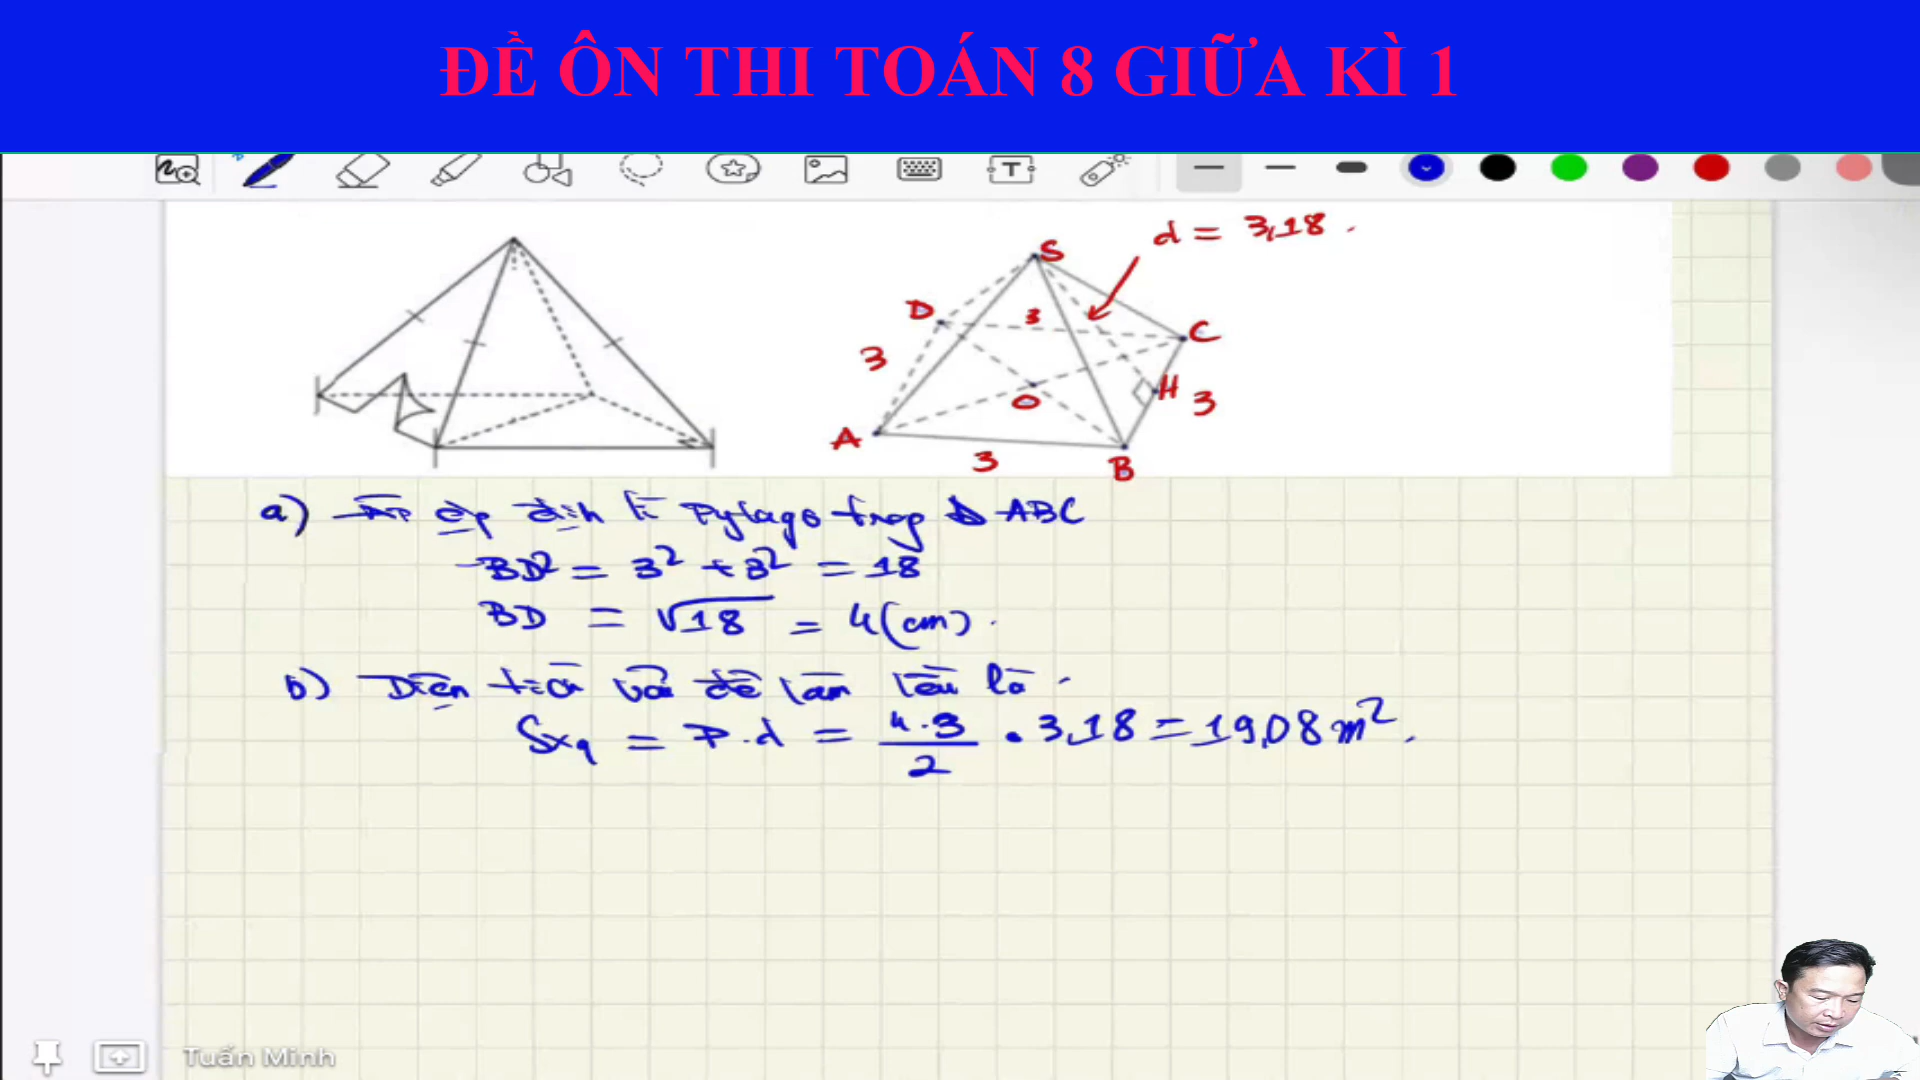 ĐỀ ÔN THI TOÁN 8 GIỮA KÌ 1
d = 3,18.
S
D
3
C
3
H
3
O
A
3
B
a) Áp dụng định lí Pytago trong Δ ABC
BD² = 3² + 3² = 18
BD = √18 = 4 (cm).
b) Diện tích vải để làm lều là.
Sxq = P.d = 4.3/2 . 3,18 = 19,08 m².
Tuấn Minh